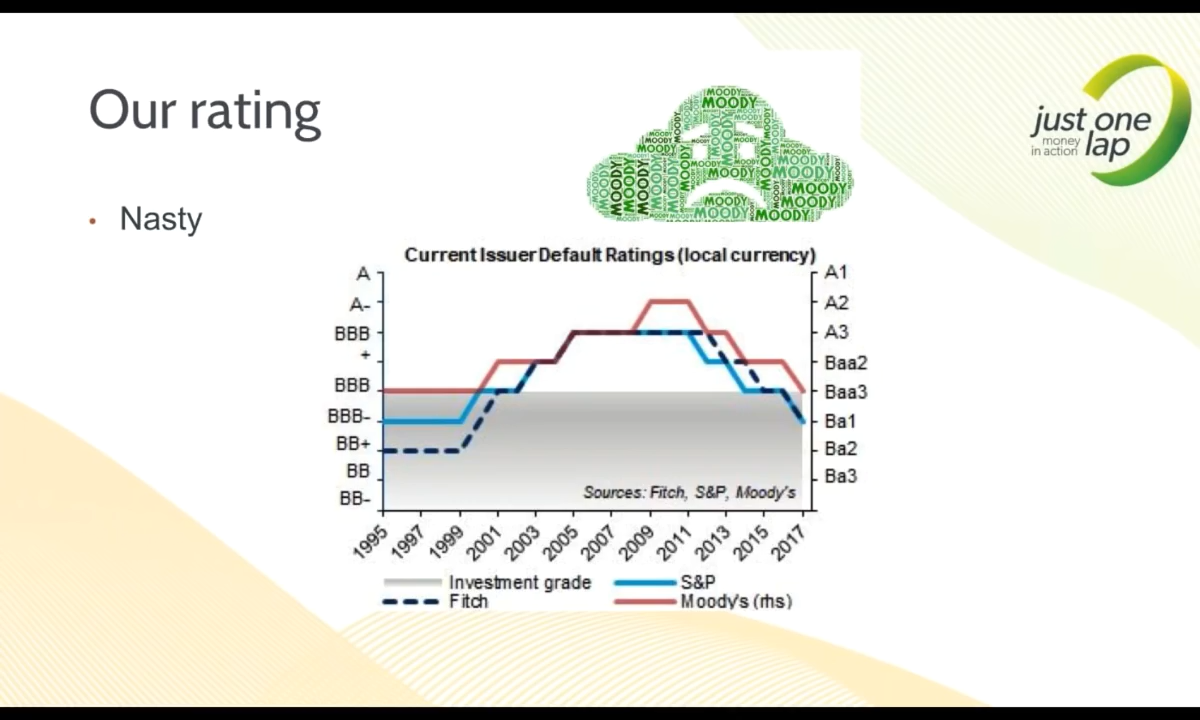 Our rating
MOODY
just one
money
in action
lap
• Nasty
Current Issuer Default Ratings (local currency)
A
A-
BBB
+
BBB
BBB-
BB+
BB
BB-
A1
A2
A3
Baa2
Baa3
Ba1
Ba2
Ba3
Sources: Fitch, S&P, Moody's
1995
1997
1999
2001
2003
2005
2007
2009
2011
2013
2015
2017
Investment grade
S&P
Fitch
Moody's (rhs)